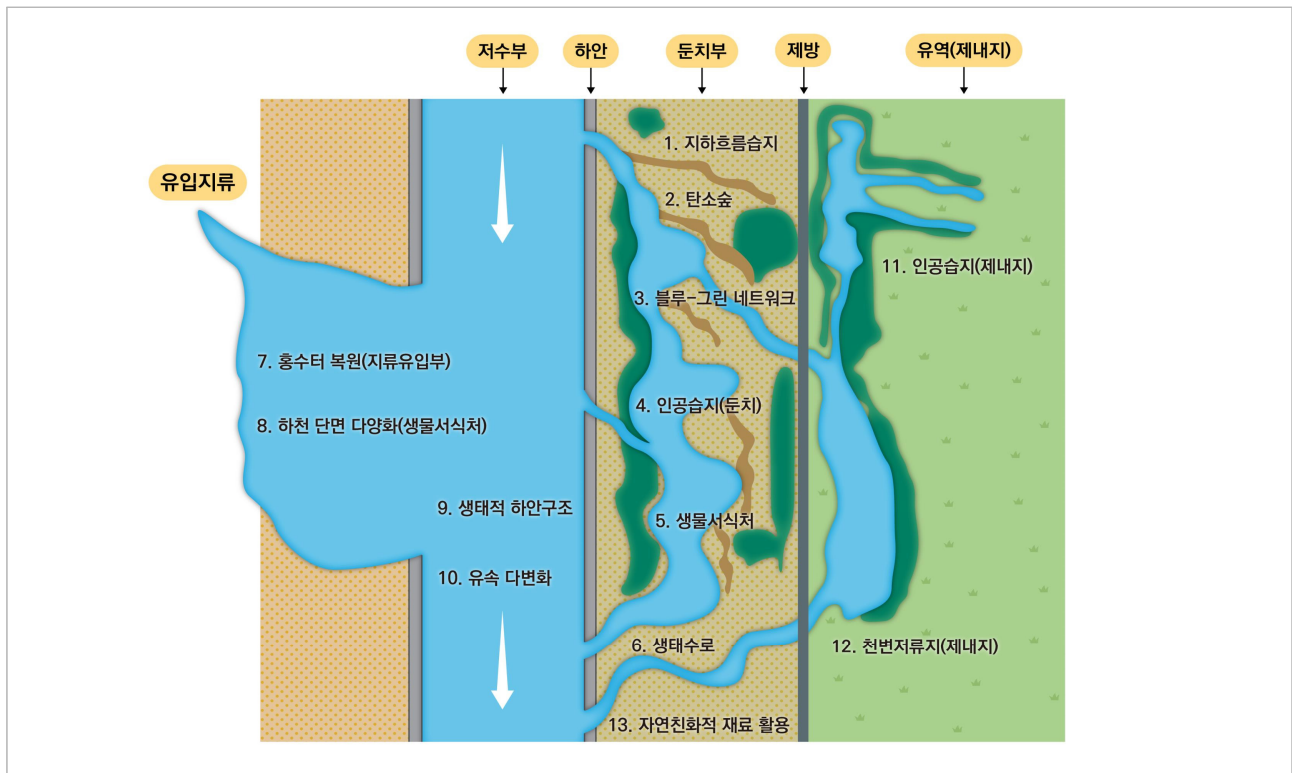 저수부
하안
둔치부
제방
유역(제내지)
유입지류
1. 지하흐름습지
2. 탄소숲
3. 블루-그린 네트워크
4. 인공습지(둔치)
5. 생물서식처
6. 생태수로
7. 홍수터 복원(지류유입부)
8. 하천 단면 다양화(생물서식처)
9. 생태적 하안구조
10. 유속 다변화
11. 인공습지(제내지)
12. 천변저류지(제내지)
13. 자연친화적 재료 활용